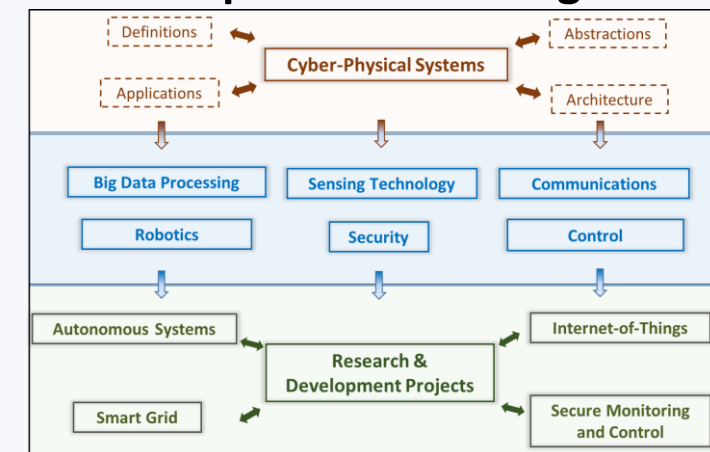 Definitions
Abstractions
Cyber-Physical Systems
Applications
Architecture
Big Data Processing
Sensing Technology
Communications
Robotics
Security
Control
Autonomous Systems
Internet-of-Things
Research &
Development Projects
Smart Grid
Secure Monitoring
and Control